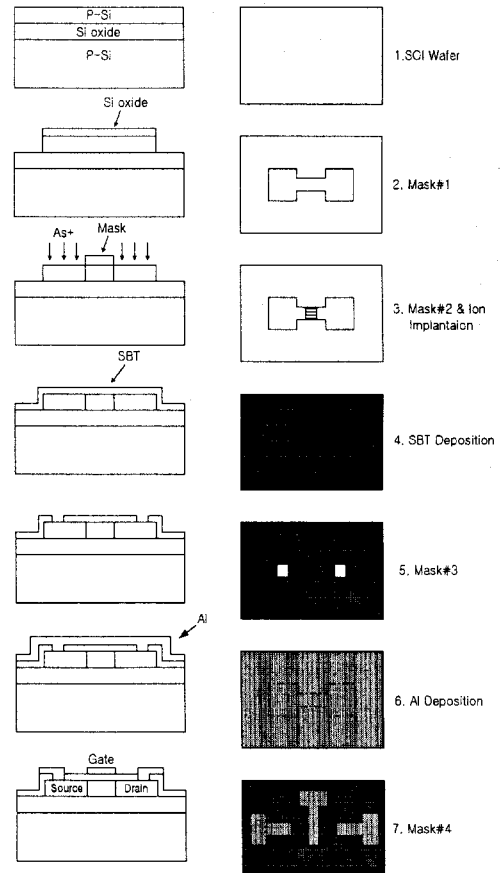 P-Si
Si oxide
P-Si
1.SCI Wafer
Si oxide
2. Mask#1
As+
Mask
3. Mask#2 & Ion
Implantaion
SBT
4. SBT Deposition
5. Mask#3
Al
6. Al Deposition
Gate
Source
Drain
7. Mask#4